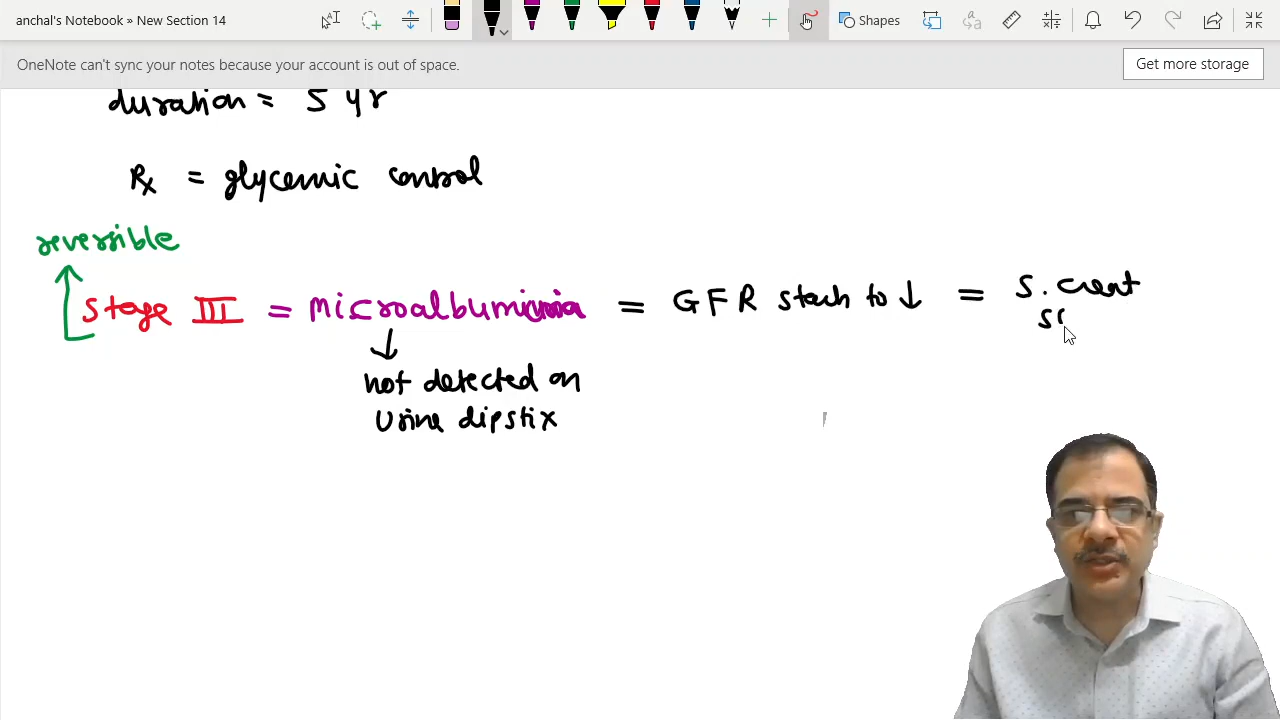 anchal's Notebook » New Section 14
Shapes
OneNote can't sync your notes because your account is out of space.
Get more storage
duration = 5 yr
Rx = glycemic control
reversible
Stage III = Microalbuminuria = GFR stach to ↓ = S. creat
not detected on
Urine dipstix